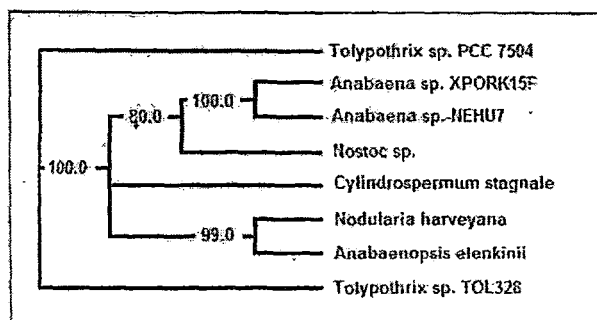 Tolypothrix sp. PCC 7504
Anabaena sp. XPORK15F
100.0
80.0
Anabaena sp. NEHU7
Nostoc sp.
100.0
Cylindrospermum stagnale
Nodularia harveyana
99.0
Anabaenopsis elenkinii
Tolypothrix sp. TOL328